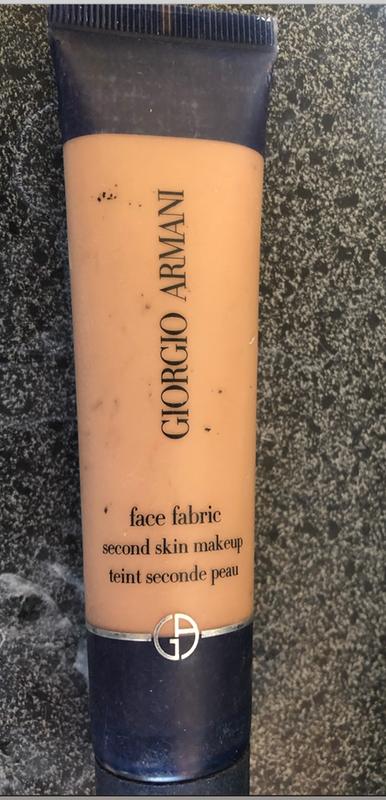 GIORGIO ARMANI
face fabric
second skin makeup
teint seconde peau
GA